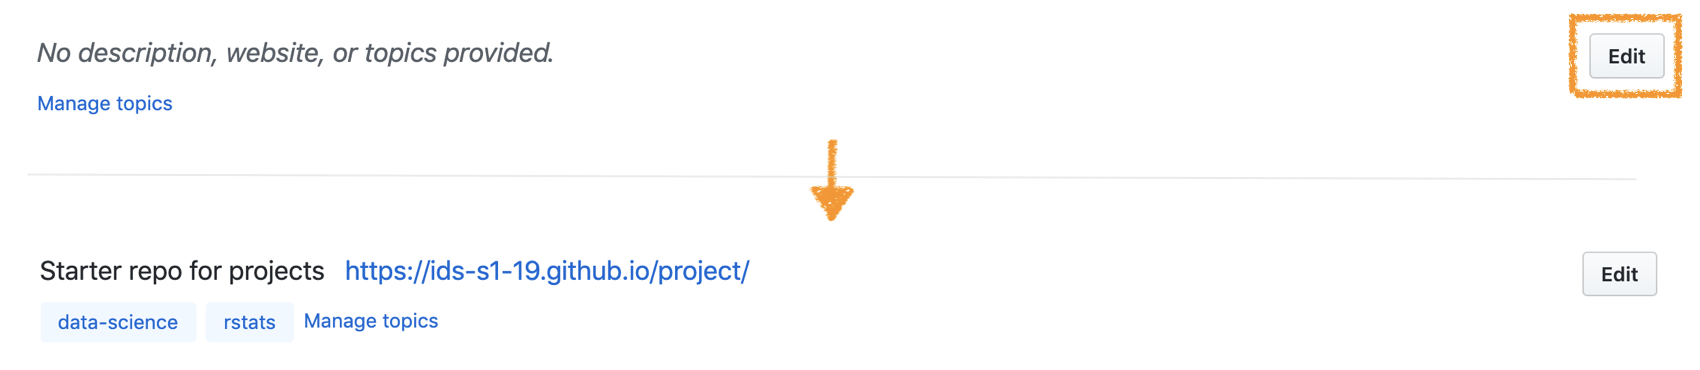 No description, website, or topics provided.
Edit
Manage topics
Starter repo for projects https://ids-s1-19.github.io/project/
Edit
data-science rstats Manage topics